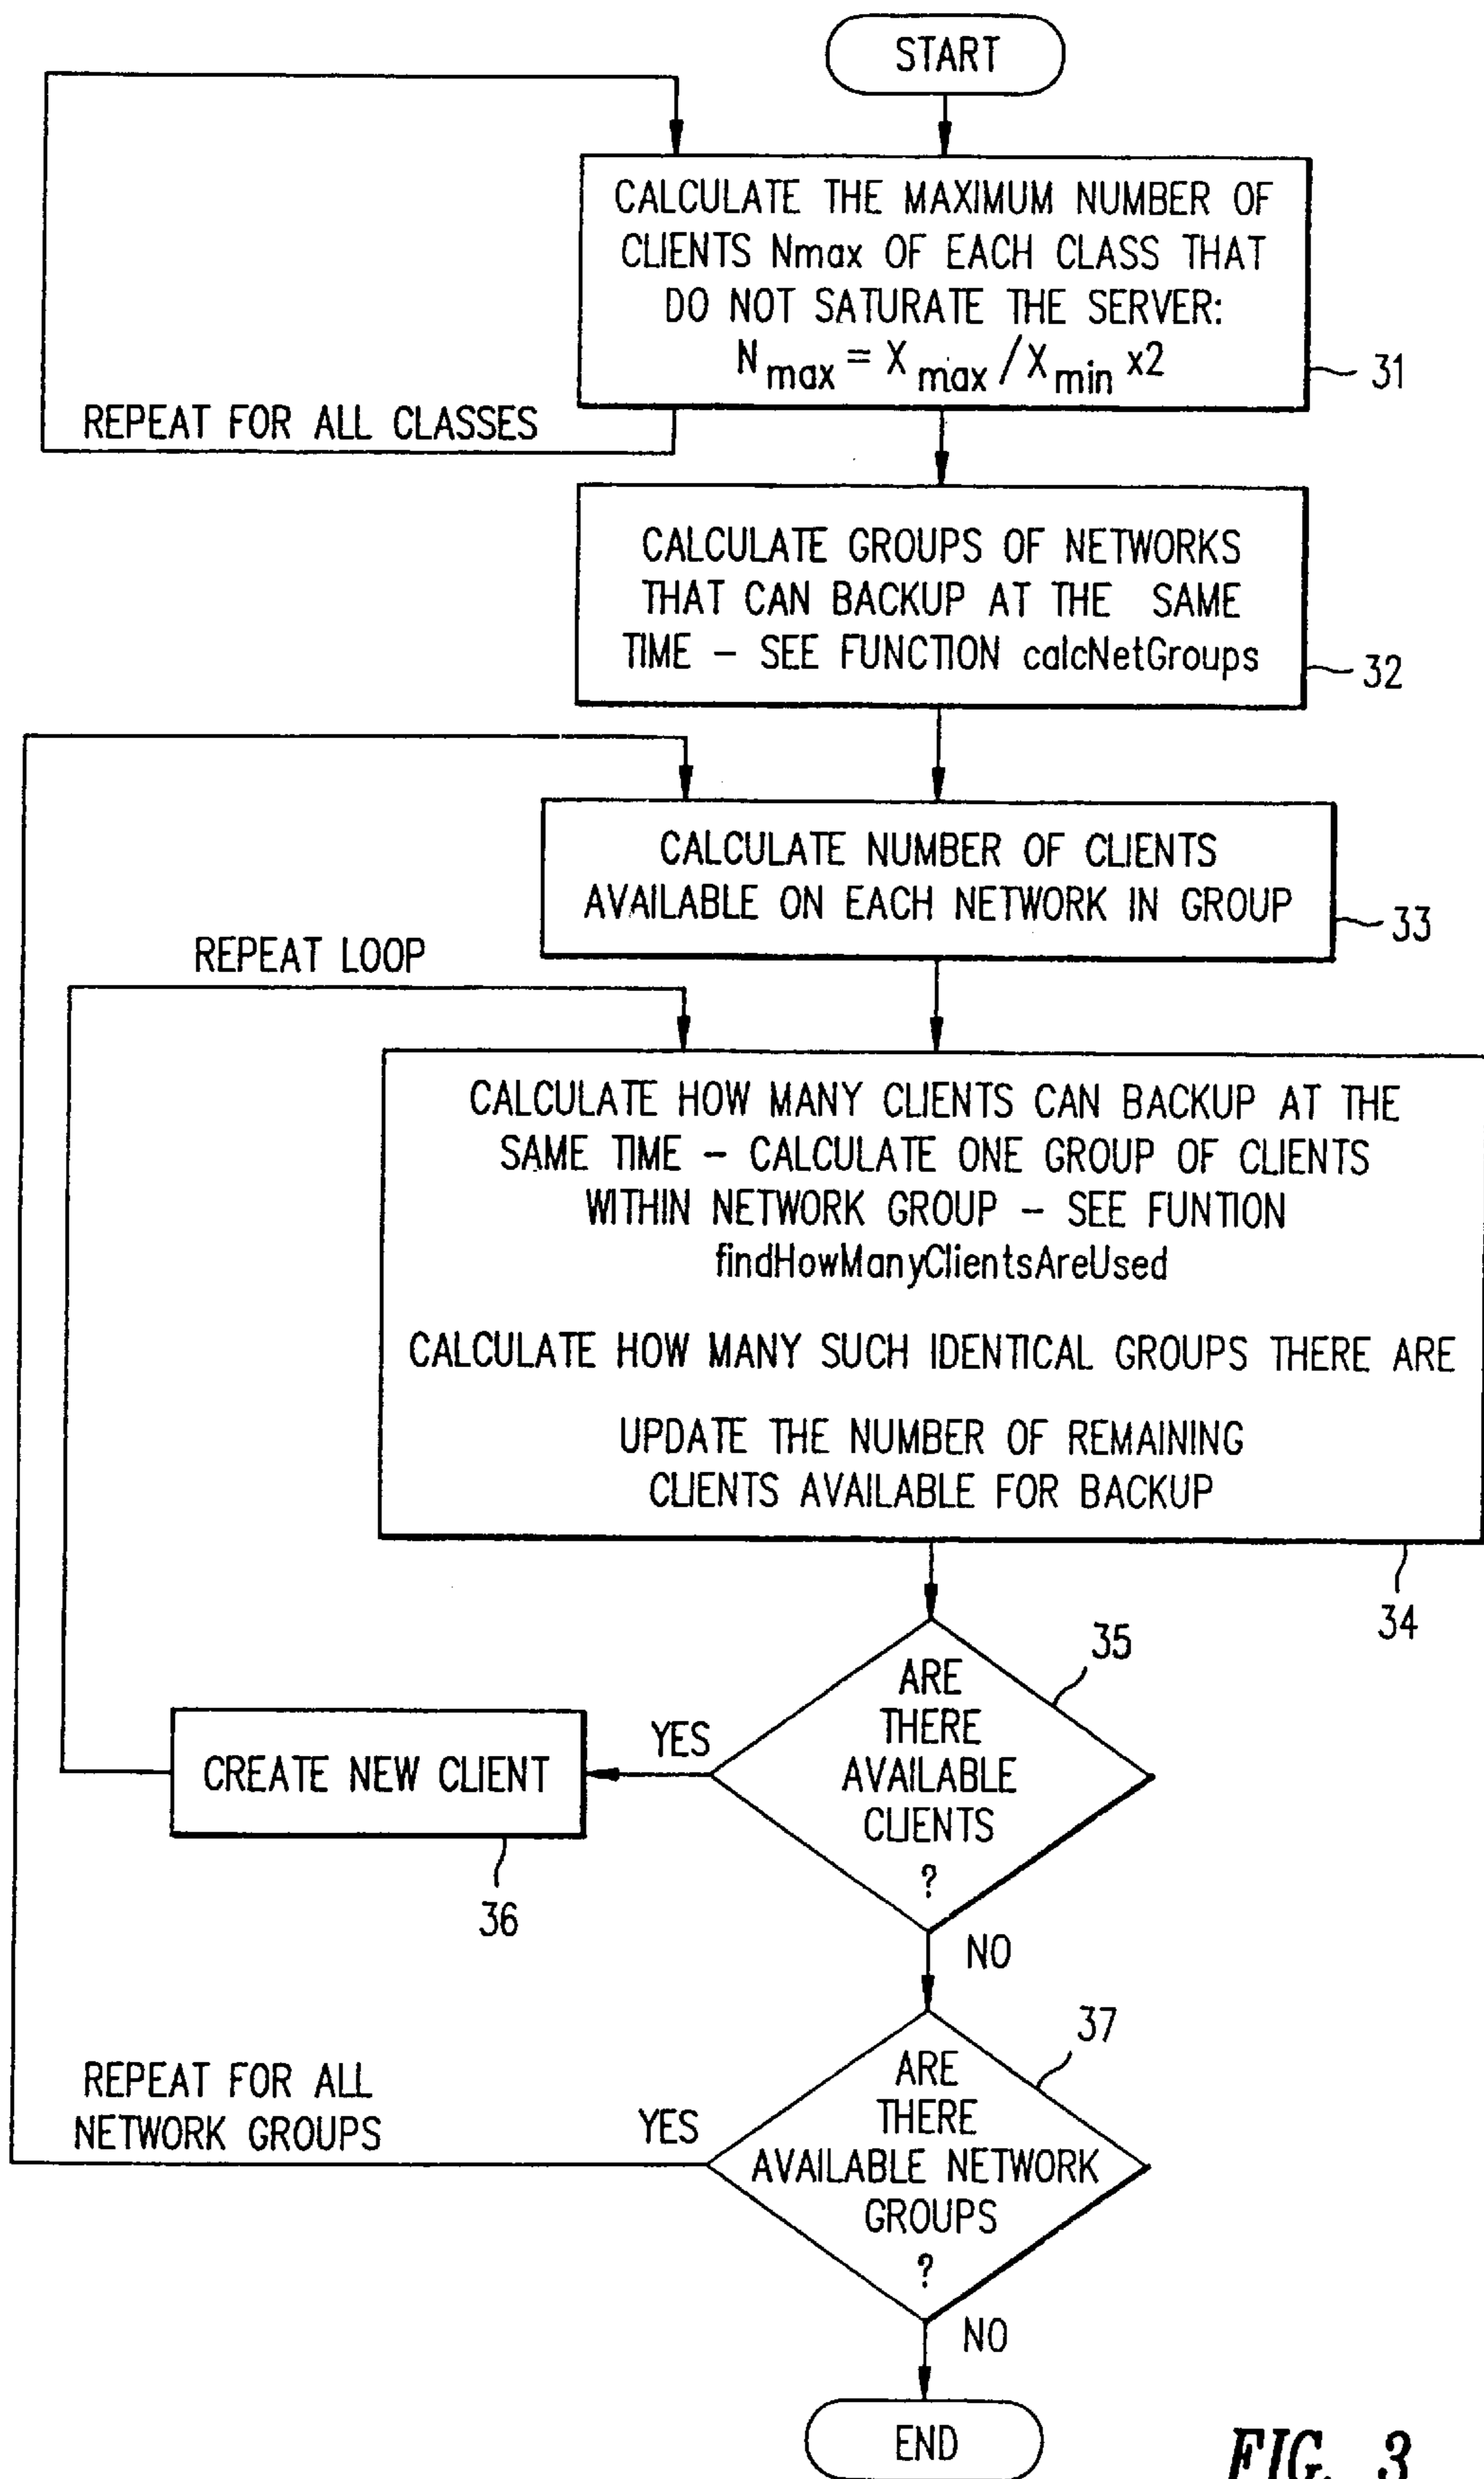 START
CALCULATE THE MAXIMUM NUMBER OF
CLIENTS Nmax OF EACH CLASS THAT
DO NOT SATURATE THE SERVER:
N max = X max / X min x2
31
REPEAT FOR ALL CLASSES
CALCULATE GROUPS OF NETWORKS
THAT CAN BACKUP AT THE SAME
TIME – SEE FUNCTION calcNetGroups
32
CALCULATE NUMBER OF CLIENTS
AVAILABLE ON EACH NETWORK IN GROUP
33
REPEAT LOOP
CALCULATE HOW MANY CLIENTS CAN BACKUP AT THE
SAME TIME – CALCULATE ONE GROUP OF CLIENTS
WITHIN NETWORK GROUP – SEE FUNTION
findHowManyClientsAreUsed
CALCULATE HOW MANY SUCH IDENTICAL GROUPS THERE ARE
UPDATE THE NUMBER OF REMAINING
CLIENTS AVAILABLE FOR BACKUP
34
35
ARE
THERE
AVAILABLE
CLIENTS
?
YES
CREATE NEW CLIENT
36
NO
37
ARE
THERE
AVAILABLE NETWORK
GROUPS
?
YES
REPEAT FOR ALL
NETWORK GROUPS
NO
END
FIG. 3